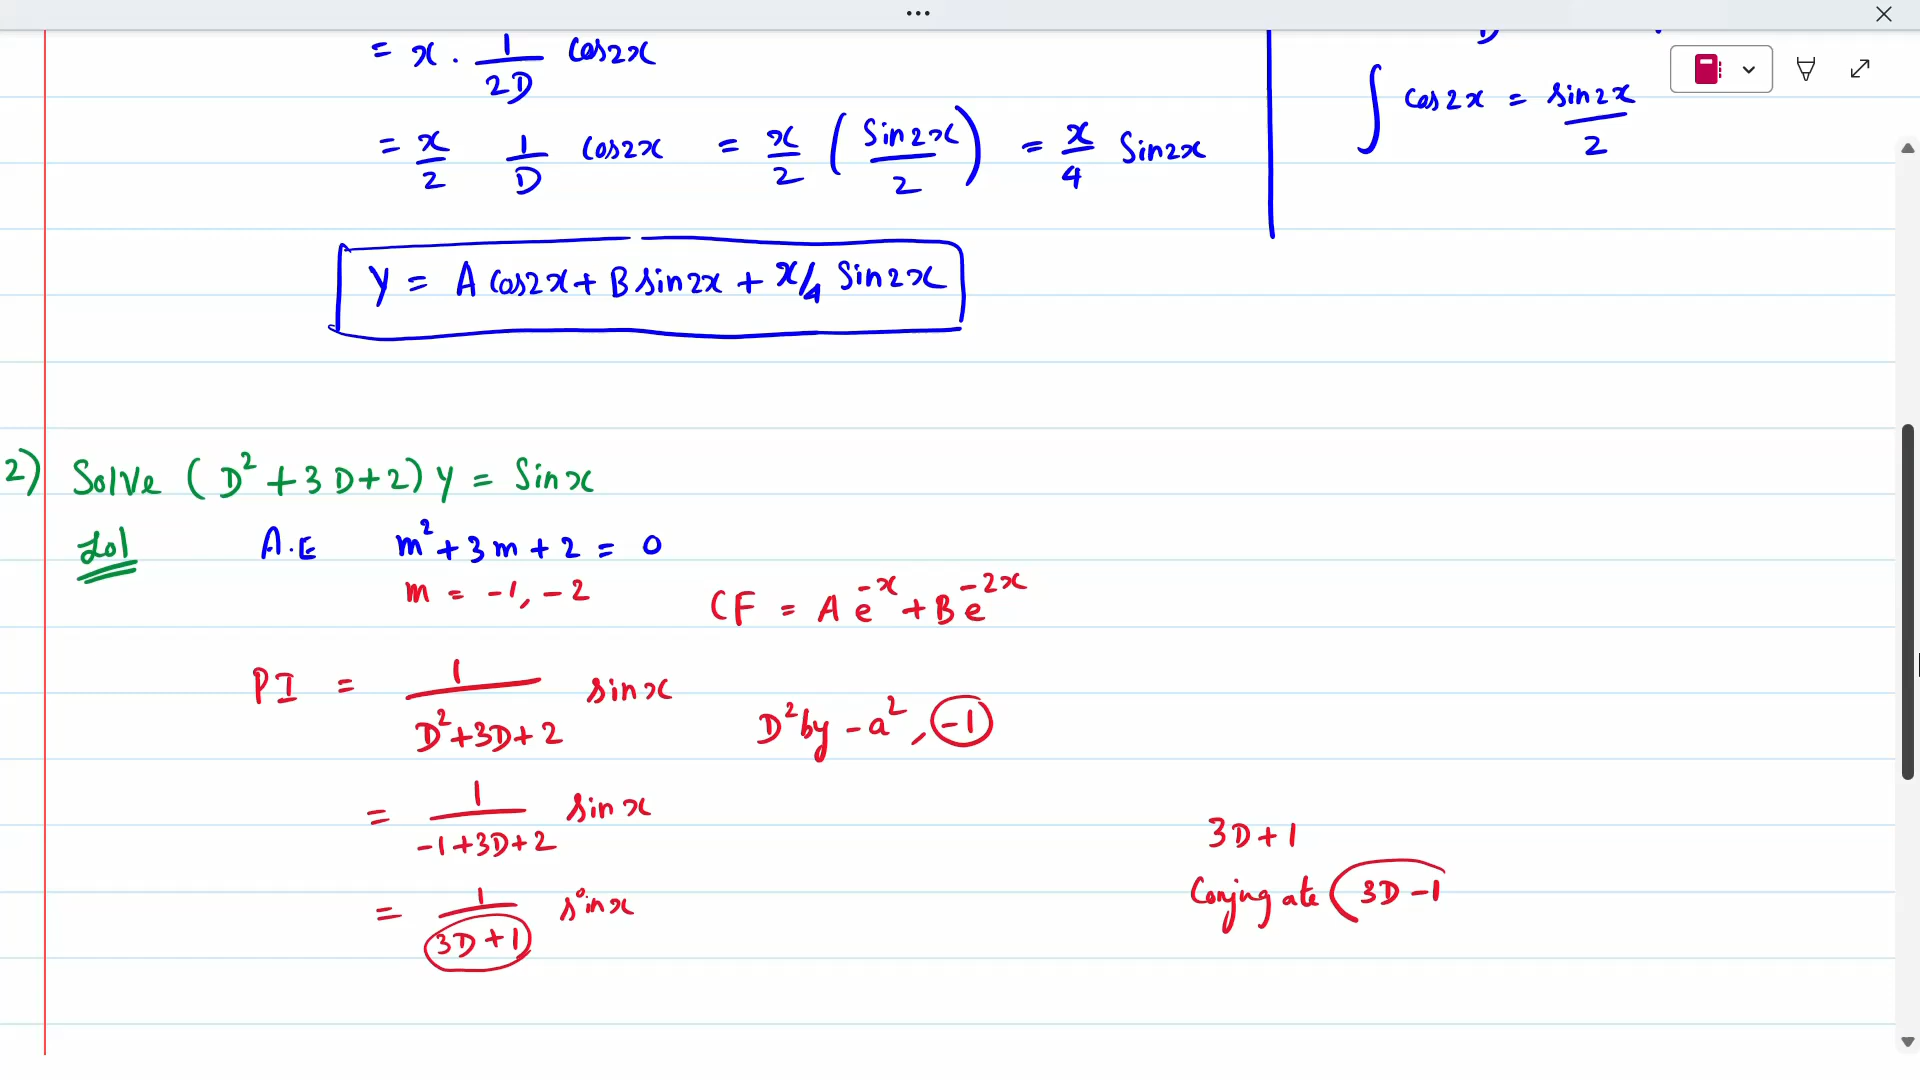 = x . 1/2D cos2x
∫ cos2x = sin2x/2
= x/2 1/D cos2x = x/2 (Sin2x/2) = x/4 Sin2x
Y = A cos2x + B sin2x + x/4 Sin2x
2) Solve (D² + 3D + 2) Y = Sinx
Sol A.E m² + 3m + 2 = 0
m = -1, -2
CF = A e^-x + B e^-2x
PI = 1/(D² + 3D + 2) sinx
D² by -a², -1
= 1/(-1 + 3D + 2) sinx
3D + 1
= 1/(3D + 1) sinx
Conjugate 3D - 1